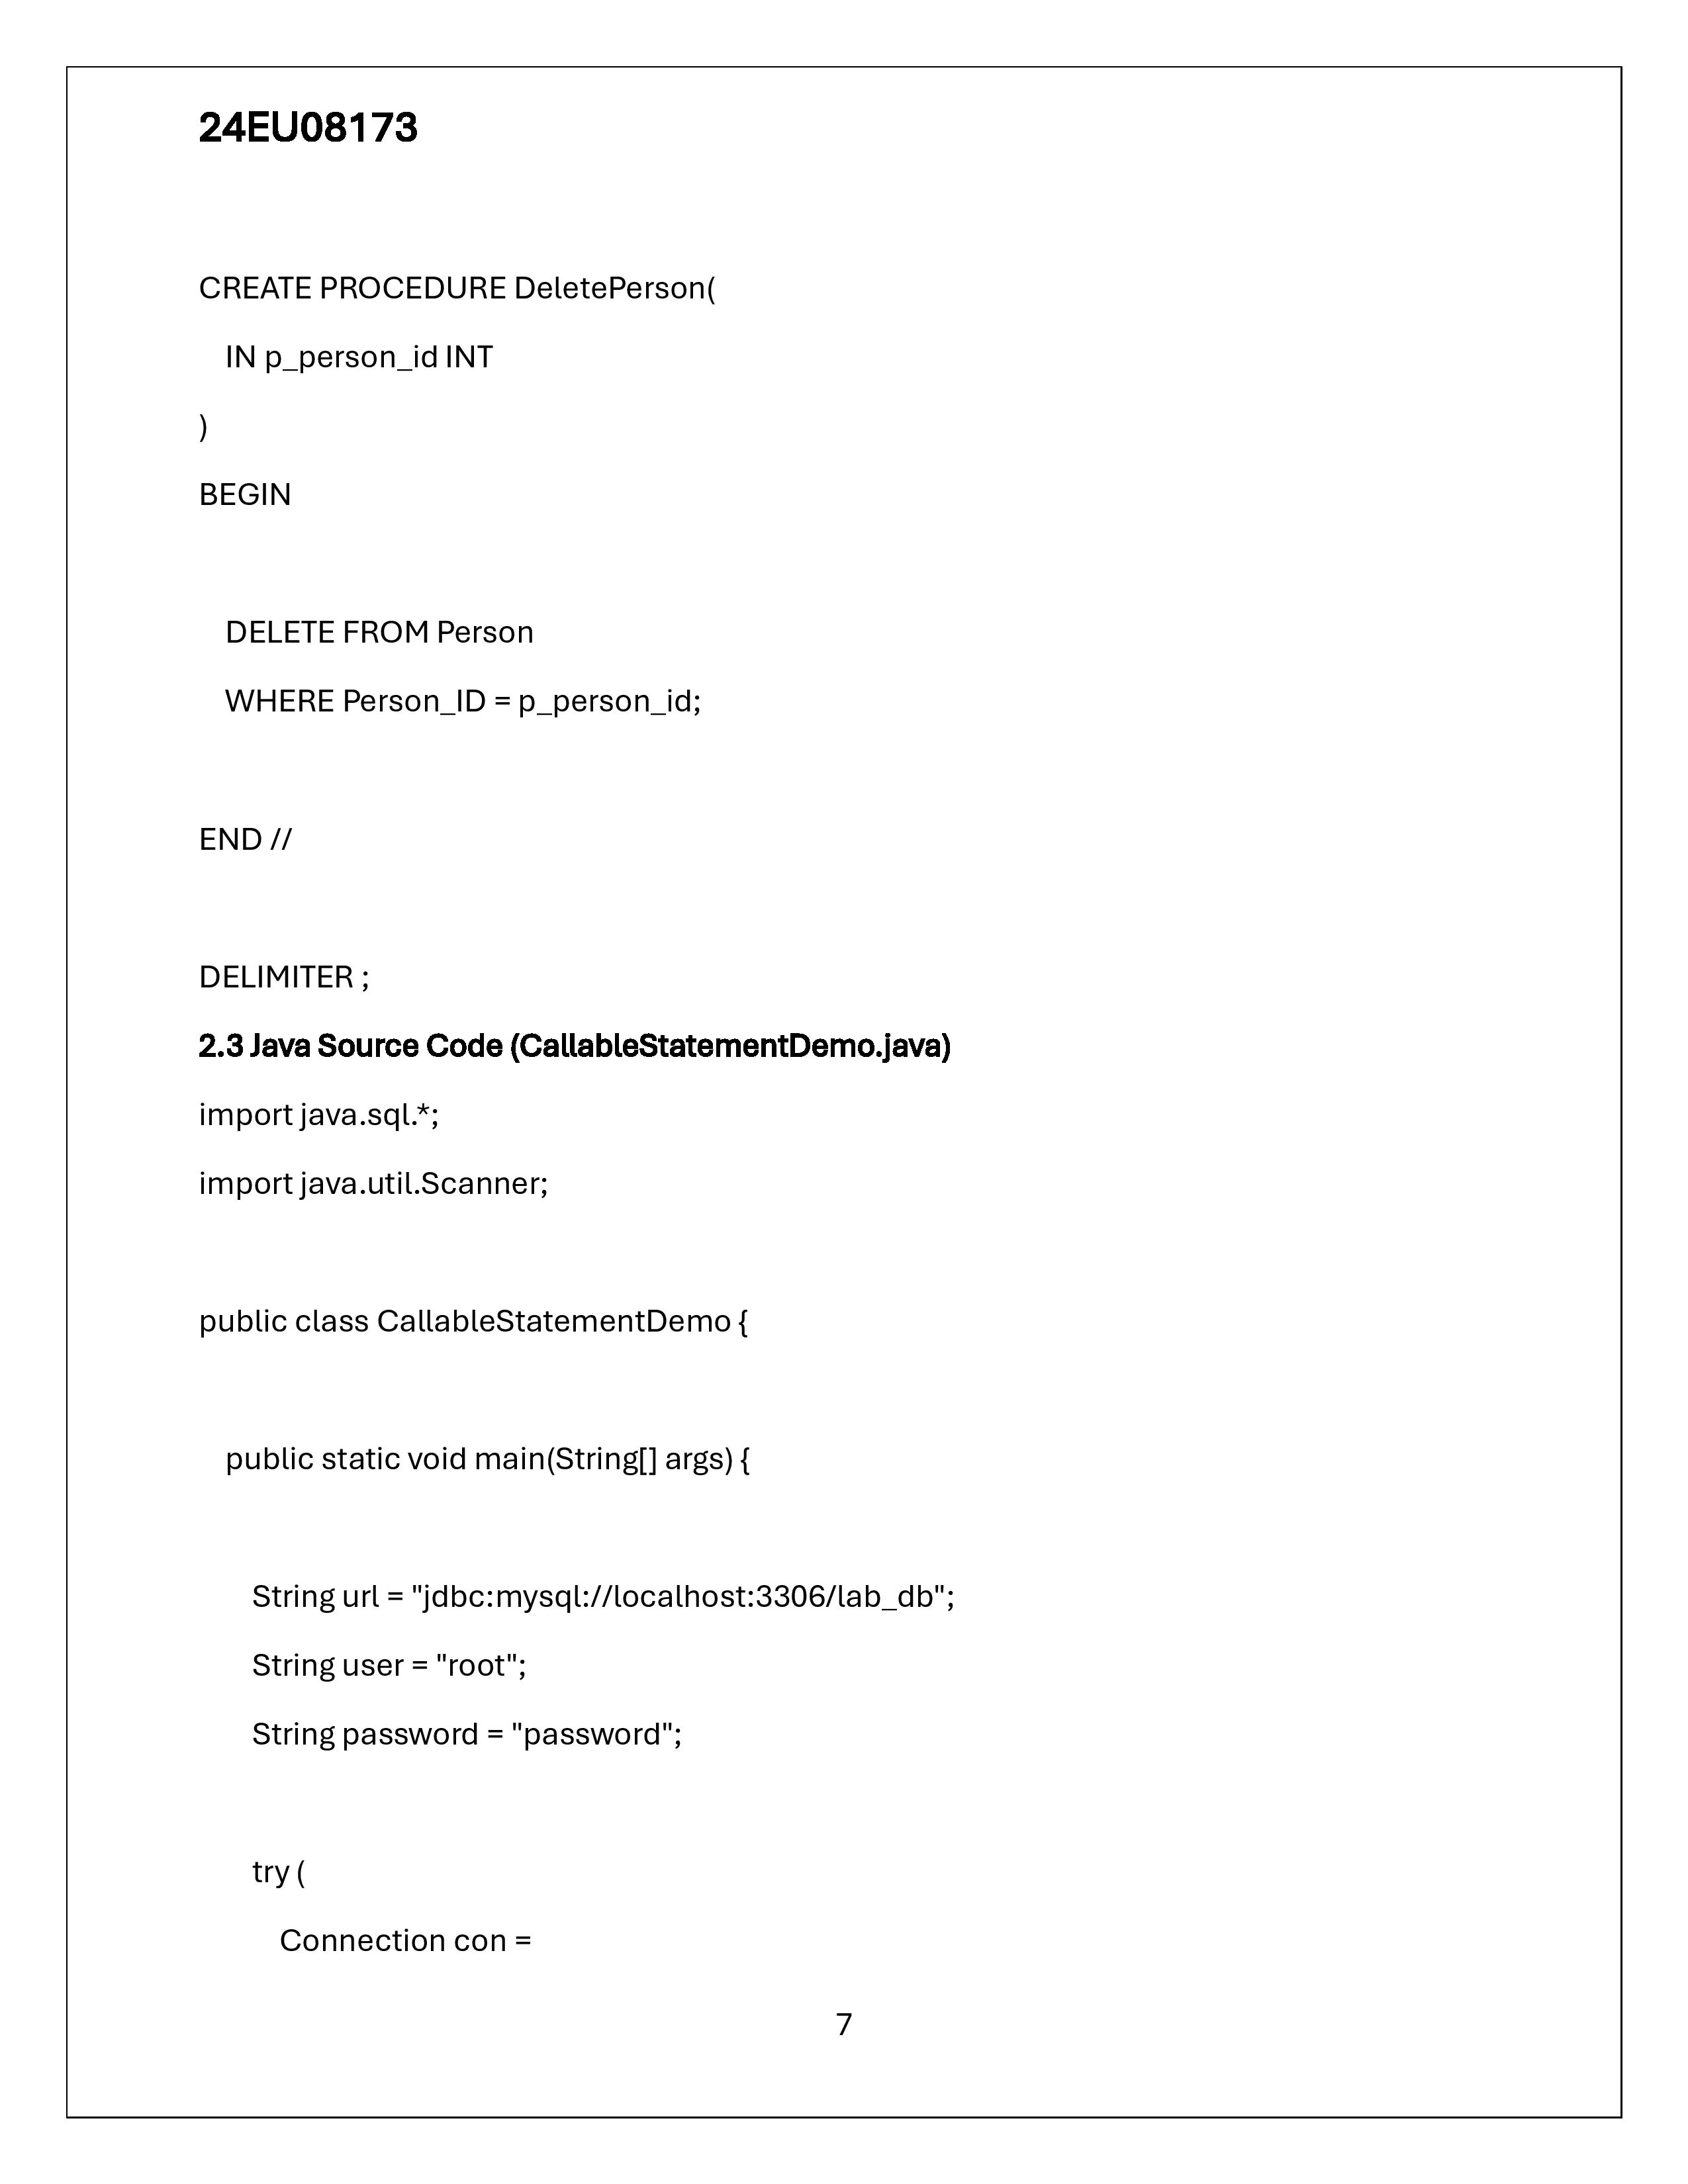 24EU08173
CREATE PROCEDURE DeletePerson(
IN p_person_id INT
)
BEGIN
DELETE FROM Person
WHERE Person_ID = p_person_id;
END //
DELIMITER ;
2.3 Java Source Code (CallableStatementDemo.java)
import java.sql.*;
import java.util.Scanner;
public class CallableStatementDemo {
public static void main(String[] args) {
String url = "jdbc:mysql://localhost:3306/lab_db";
String user = "root";
String password = "password";
try (
Connection con =
7